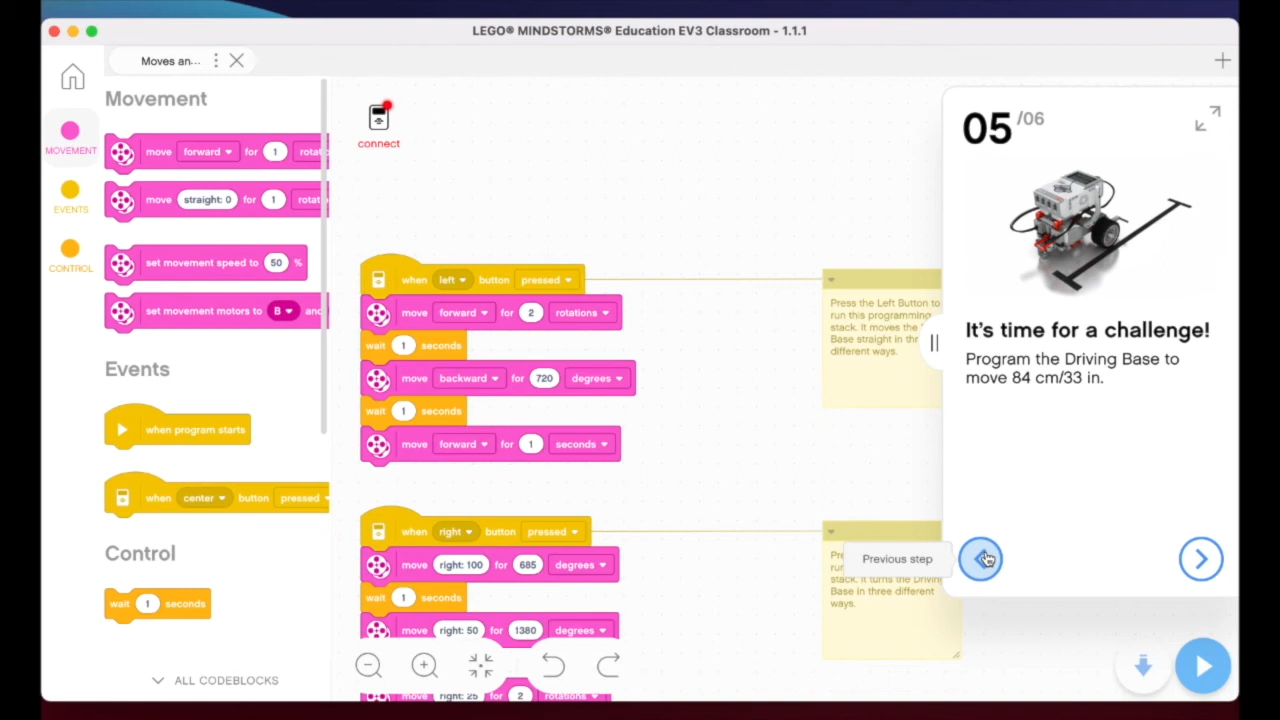 LEGO® MINDSTORMS® Education EV3 Classroom - 1.1.1
Moves an...
MOVEMENT
EVENTS
CONTROL
Movement
move forward for 1
move straight: 0 for 1
set movement speed to 50 %
set movement motors to B
Events
when program starts
when center button pressed
Control
wait 1 seconds
ALL CODEBLOCKS
connect
when left button pressed
move forward for 2 rotations
wait 1 seconds
move backward for 720 degrees
wait 1 seconds
move forward for 1 seconds
when right button pressed
move right: 100 for 685 degrees
wait 1 seconds
move right: 50 for 1380 degrees
move right: 25 for 2 rotations
Press the Left Button to
run this programming
stack. It moves the
Base straight in
different ways.
stack. It turns the
Base in three different
ways.
05 /06
It's time for a challenge!
Program the Driving Base to
move 84 cm/33 in.
Previous step